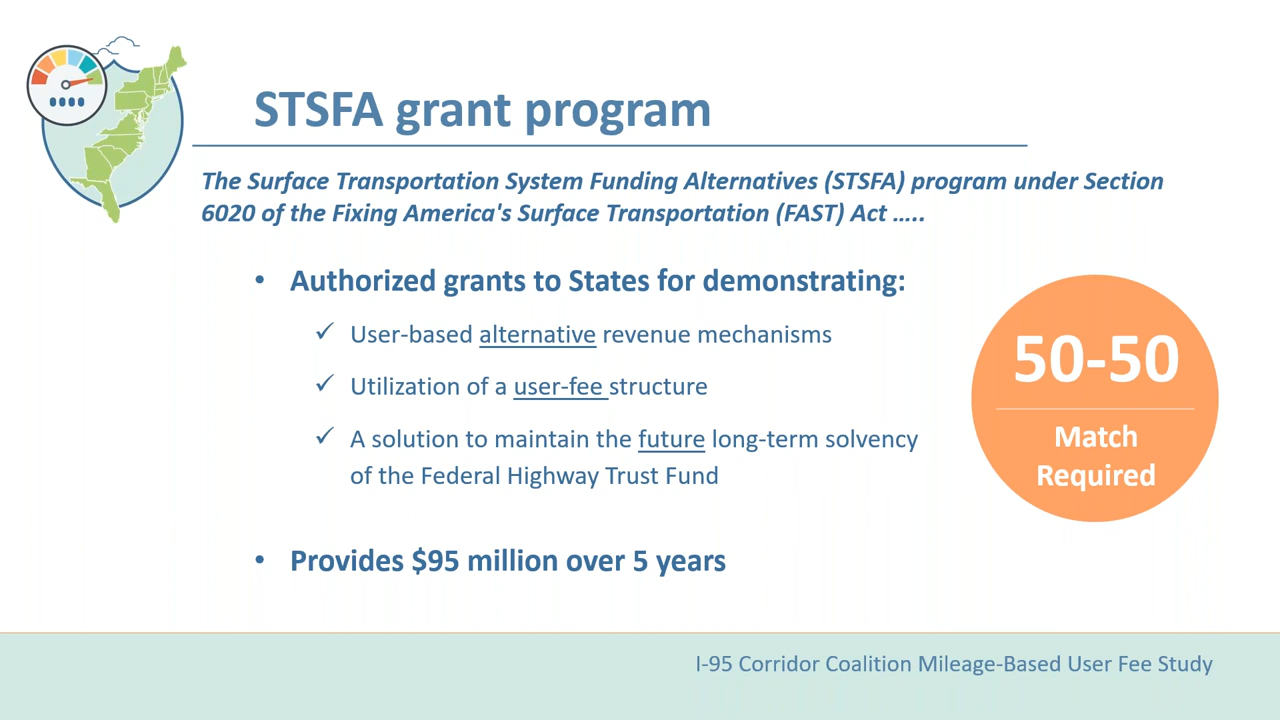 STSFA grant program
The Surface Transportation System Funding Alternatives (STSFA) program under Section
6020 of the Fixing America's Surface Transportation (FAST) Act .....
• Authorized grants to States for demonstrating:
✓ User-based alternative revenue mechanisms
✓ Utilization of a user-fee structure
✓ A solution to maintain the future long-term solvency
of the Federal Highway Trust Fund
• Provides $95 million over 5 years
50-50
Match
Required
I-95 Corridor Coalition Mileage-Based User Fee Study